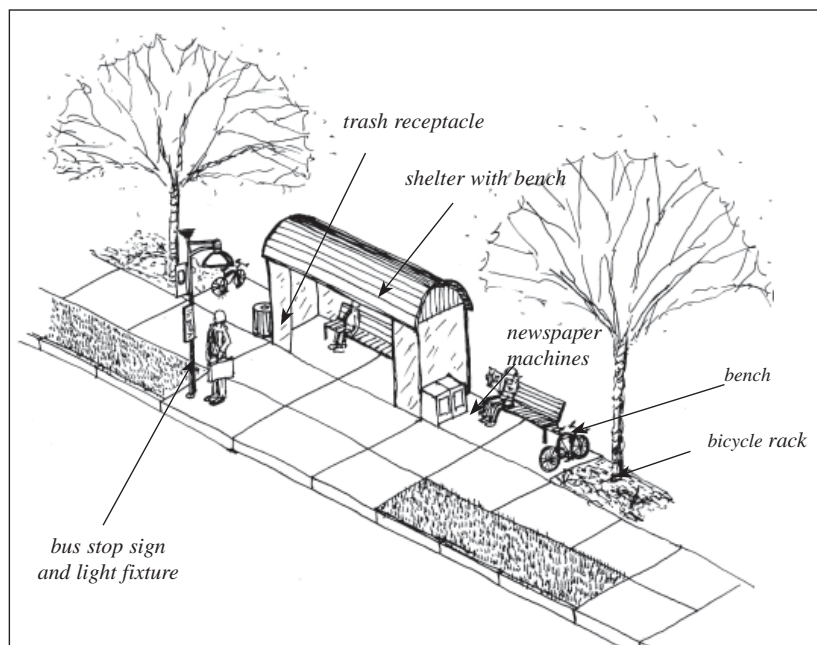 trash receptacle
shelter with bench
newspaper
machines
bench
bicycle rack
bus stop sign
and light fixture